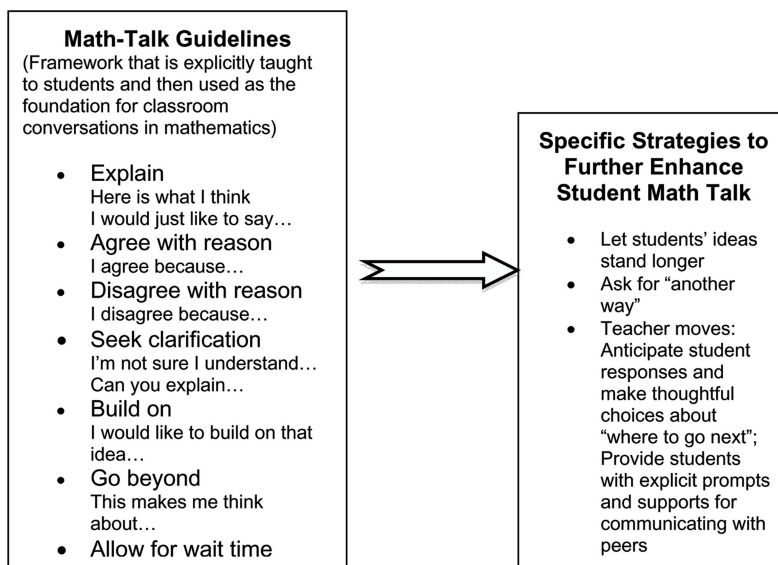 Math-Talk Guidelines
(Framework that is explicitly taught
to students and then used as the
foundation for classroom
conversations in mathematics)
• Explain
Here is what I think
I would just like to say…
• Agree with reason
I agree because…
• Disagree with reason
I disagree because…
• Seek clarification
I’m not sure I understand…
Can you explain…
• Build on
I would like to build on that
idea…
• Go beyond
This makes me think
about…
• Allow for wait time
Specific Strategies to
Further Enhance
Student Math Talk
• Let students’ ideas
stand longer
• Ask for “another
way”
• Teacher moves:
Anticipate student
responses and
make thoughtful
choices about
“where to go next”;
Provide students
with explicit prompts
and supports for
communicating with
peers